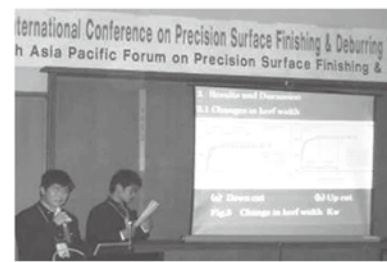 nternational Conference on Precision Surface Finishing & Deburring
h Asia Pacific Forum on Precision Surface Finishing &
3. Results and Discussion
3.1 Changes in kerf width
(a) Down cut (b) Up cut
Fig.5 Change in kerf width Kw